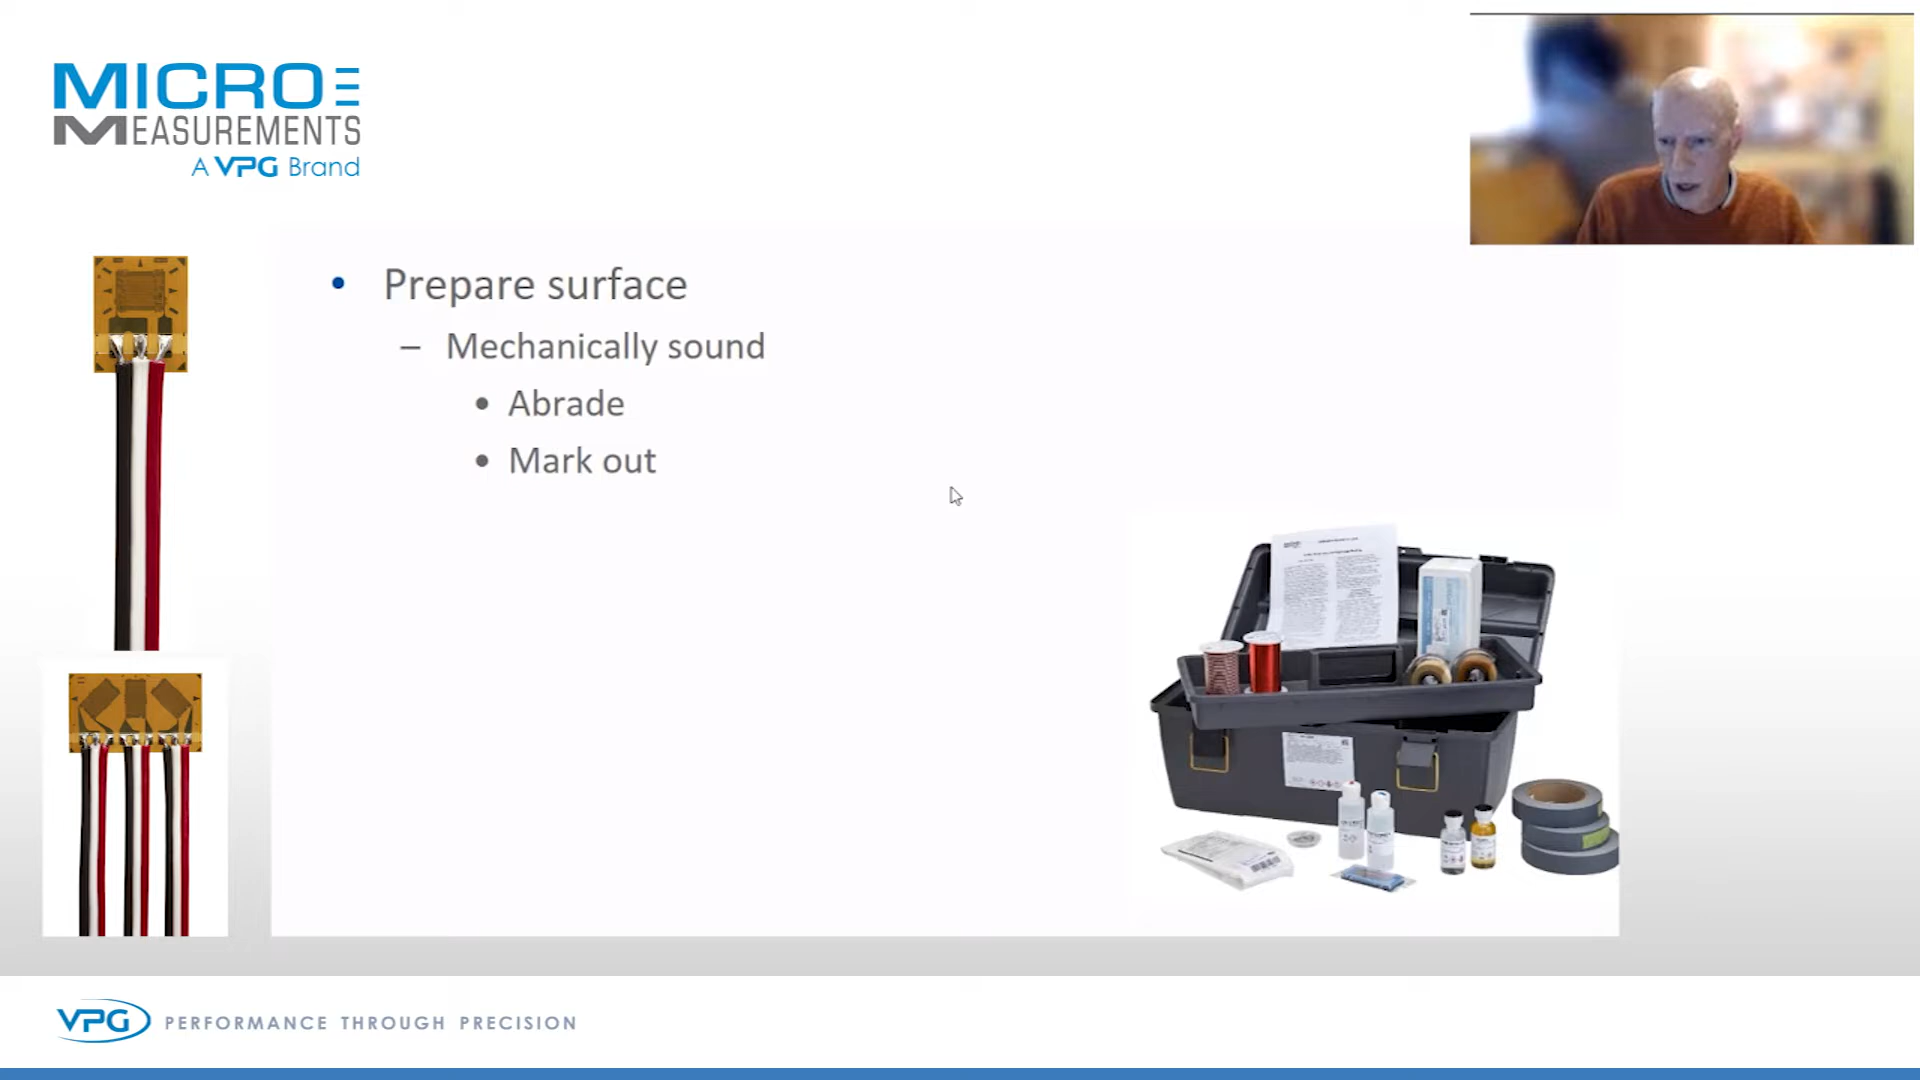 MICRO
MEASUREMENTS
A VPG Brand
• Prepare surface
– Mechanically sound
• Abrade
• Mark out
VPG PERFORMANCE THROUGH PRECISION